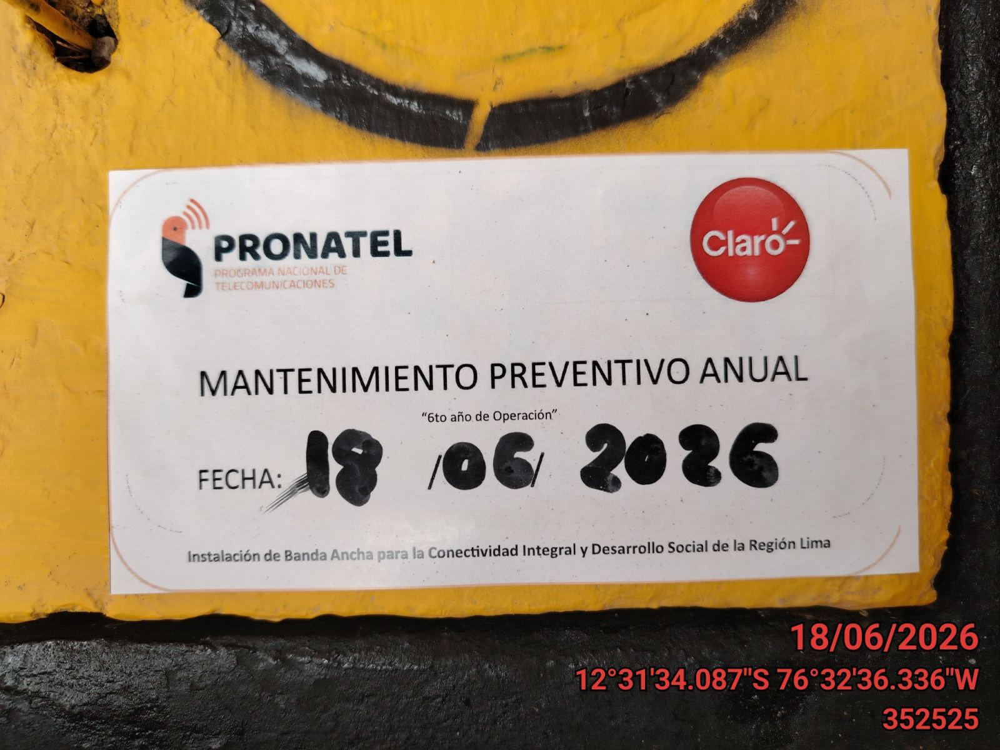 PRONATEL
PROGRAMA NACIONAL DE
TELECOMUNICACIONES
Claro
MANTENIMIENTO PREVENTIVO ANUAL
“6to año de Operación”
FECHA: 18 /06/ 2026
Instalación de Banda Ancha para la Conectividad Integral y Desarrollo Social de la Región Lima
18/06/2026
12°31'34.087"S 76°32'36.336"W
352525